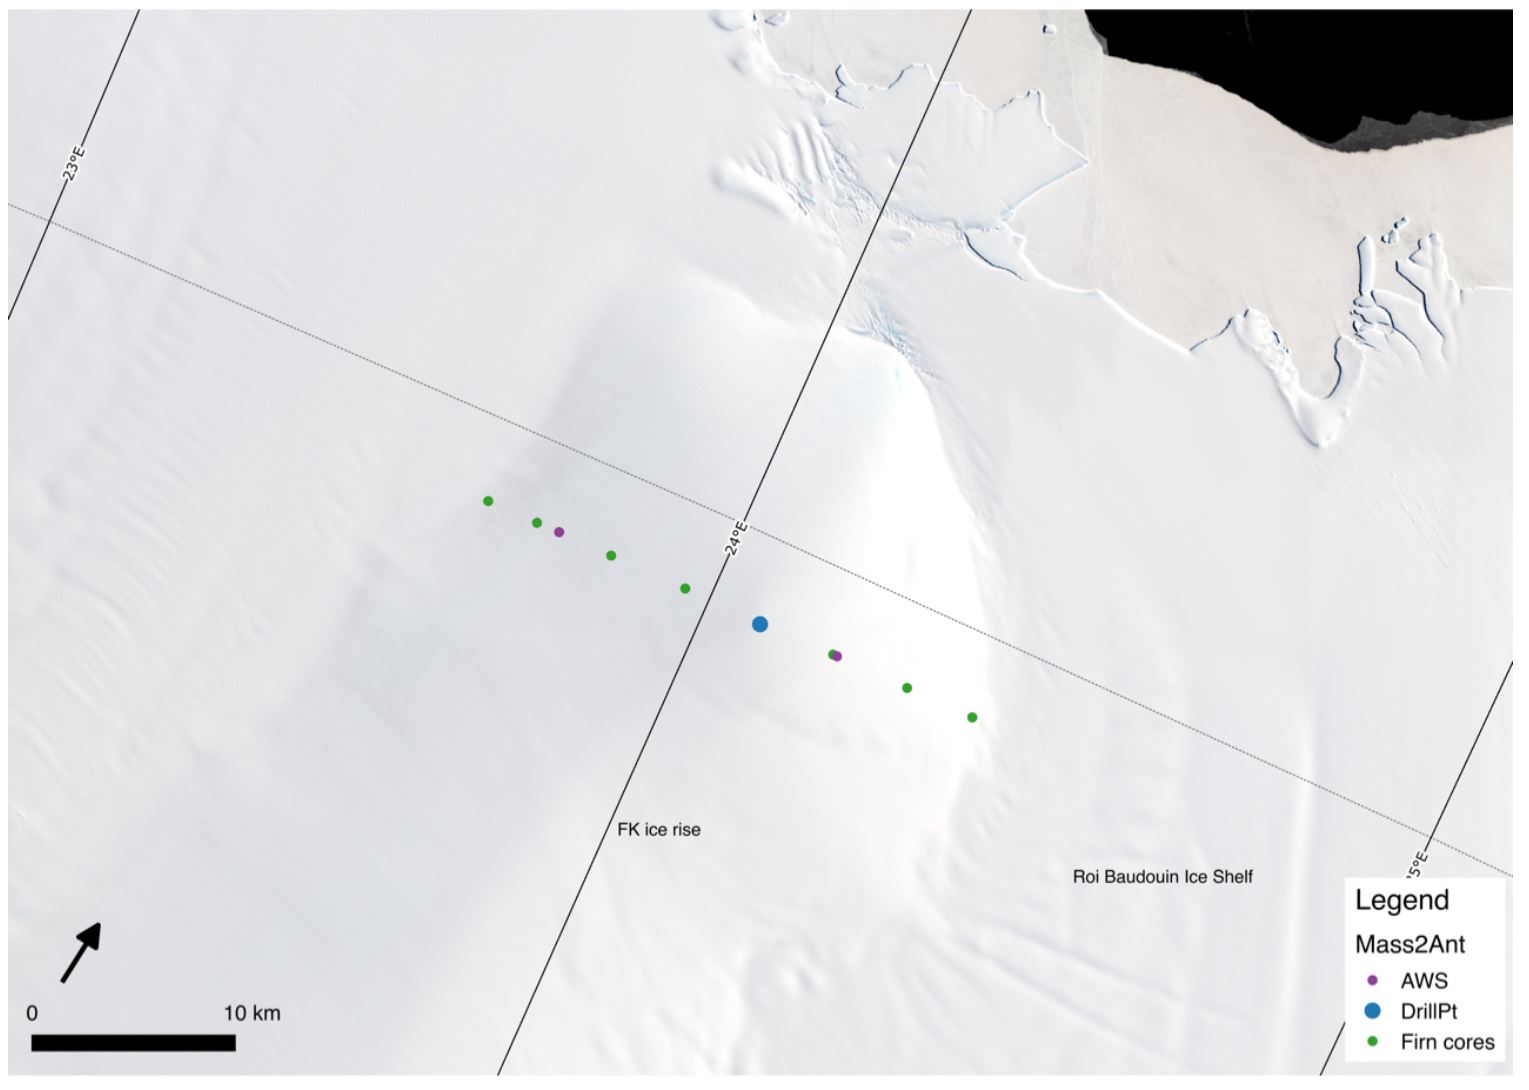 23°E
24°E
FK ice rise
Roi Baudouin Ice Shelf
5°E
Legend
Mass2Ant
AWS
DrillPt
Firn cores
0 10 km